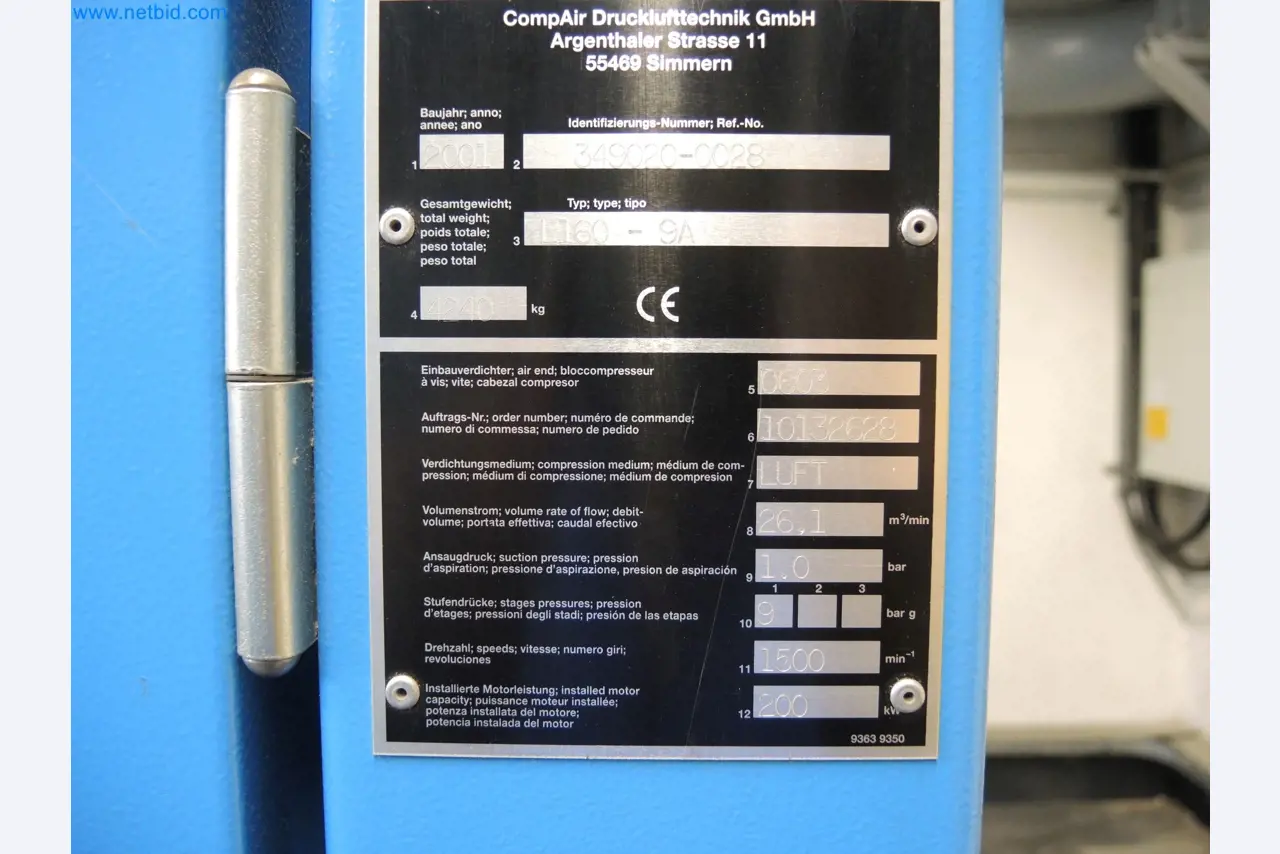 www.netbid.com
CompAir Drucklufttechnik GmbH
Argenthaler Strasse 11
55469 Simmern
Baujahr; anno;
annee; ano
Identifizierungs-Nummer; Ref.-No.
1 2001
2 349020-0028
Gesamtgewicht;
total weight;
poids totale;
peso totale;
peso total
Typ; type; tipo
3 L160 - 9A
4 4240 kg
CE
Einbauverdichter; air end; bloccompresseur
à vis; vite; cabezal compresor
5
Auftrags-Nr.; order number; numéro de commande;
numero di commessa; numero de pedido
6 10132628
Verdichtungsmedium; compression medium; médium de com-
pression; médium di compressione; médium de compresion
7 LUFT
Volumenstrom; volume rate of flow; debit-
volume; portata effettiva; caudal efectivo
8 26,1 m³/min
Ansaugdruck; suction pressure; pression
d'aspiration; pressione d'aspirazione, presion de aspiración
9 1.0 bar
1 2 3
Stufendrücke; stages pressures; pression
d'etages; pressioni degli stadi; presión de las etapas
10 9 bar g
Drehzahl; speeds; vitesse; numero giri;
revoluciones
11 1500 min⁻¹
Installierte Motorleistung; installed motor
capacity; puissance moteur installée;
potenza installata del motore;
potencia instalada del motor
12 200 kW
9363 9350